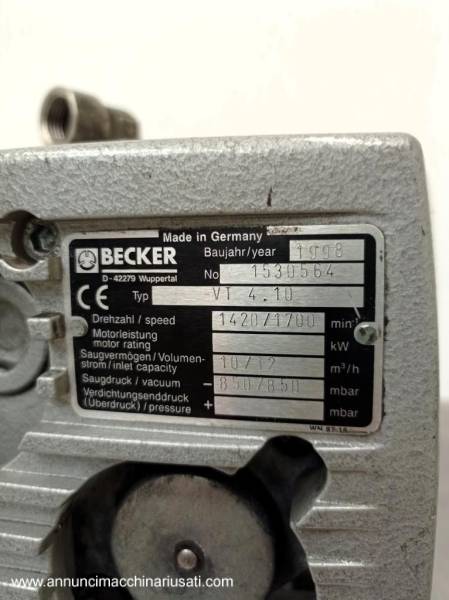 Made in Germany
BECKER
D-42279 Wuppertal
Baujahr/year 1998
No 1530564
CE Typ VT 4.10
Drehzahl / speed 1420/1700 min⁻¹
Motorleistung
motor rating kW
Saugvermögen / Volumen-
strom / inlet capacity 10/12 m³/h
Saugdruck / vacuum - 850/850 mbar
Verdichtungsenddruck
(Überdruck) / pressure + mbar
www.annuncimacchinariusati.com